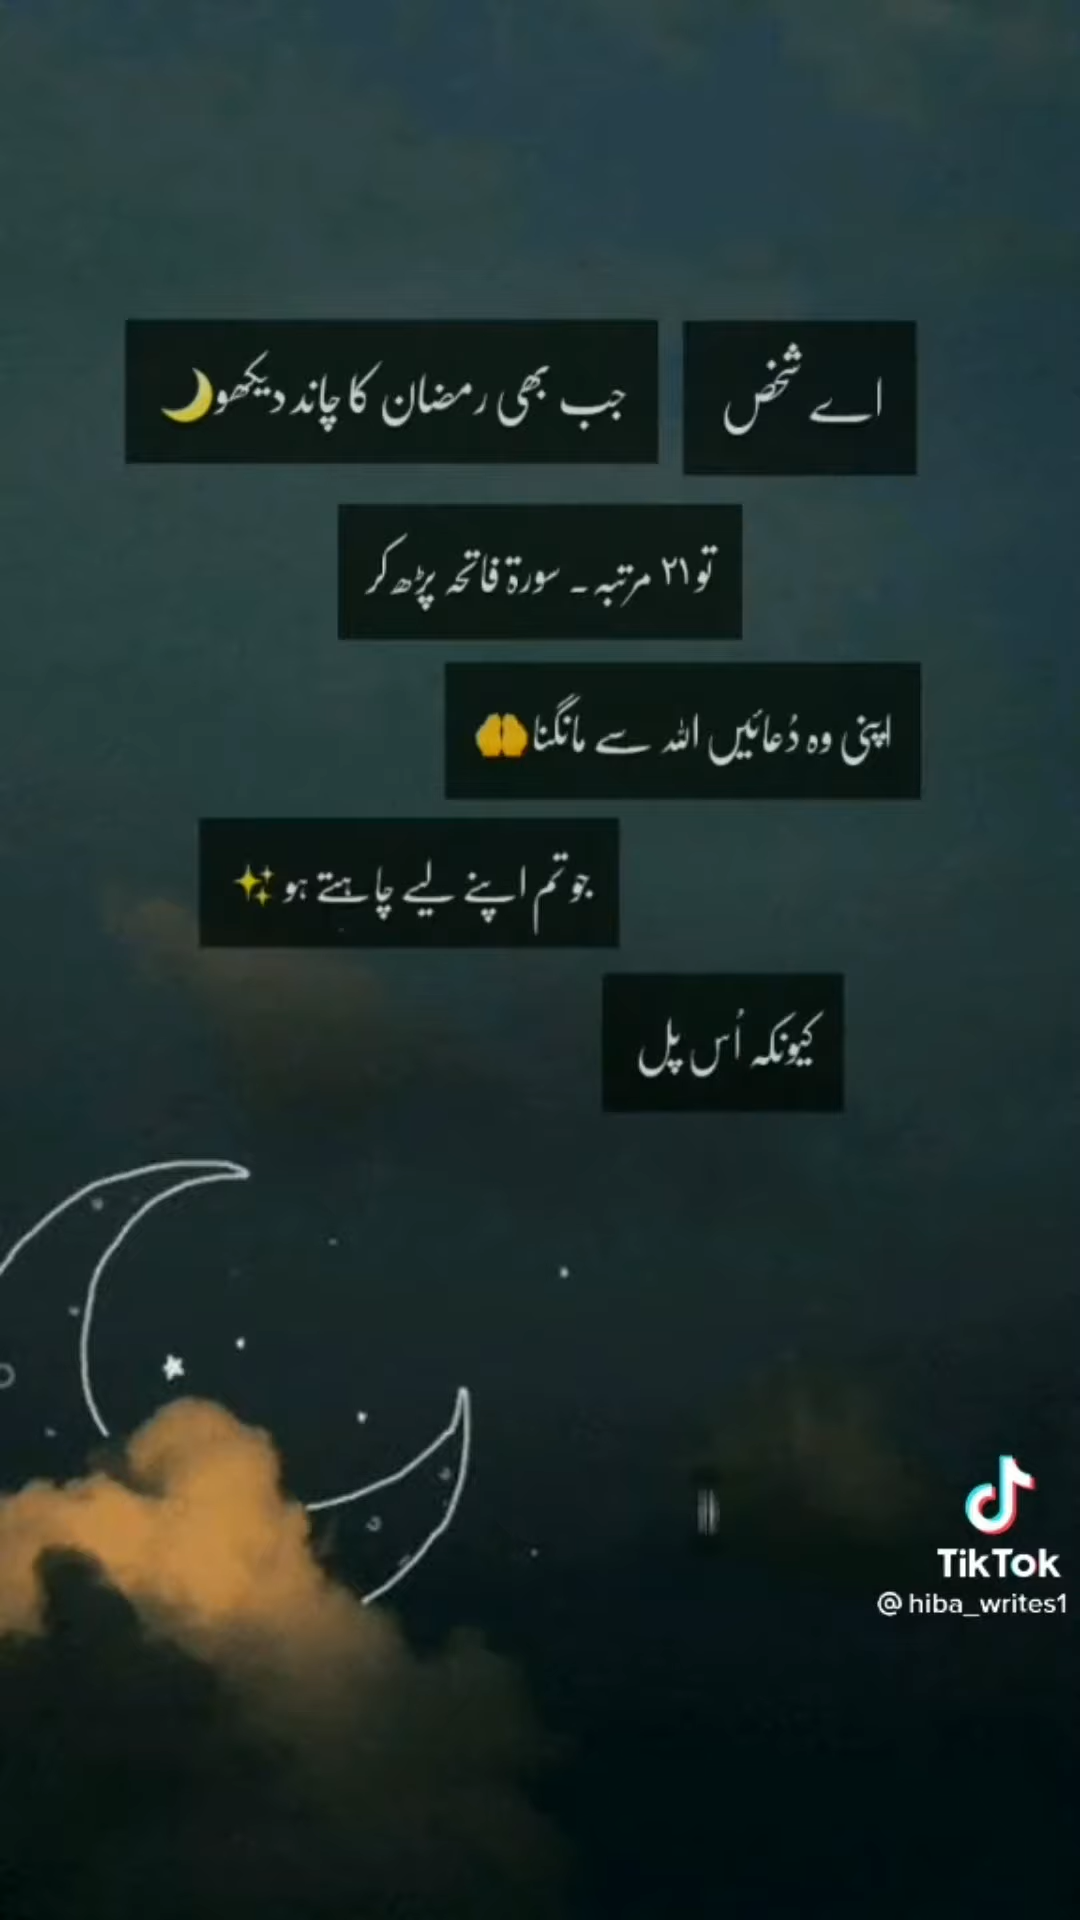 اے شخص
جب بھی رمضان کا چاند دیکھو🌙
تو ۲۱ مرتبہ ۔ سورۃ فاتحہ پڑھ کر
اپنی وہ دُعائیں اللہ سے مانگنا🤲
جو تم اپنے لیے چاہتے ہو ✨
کیونکہ اُس پل
TikTok
@hiba_writes1